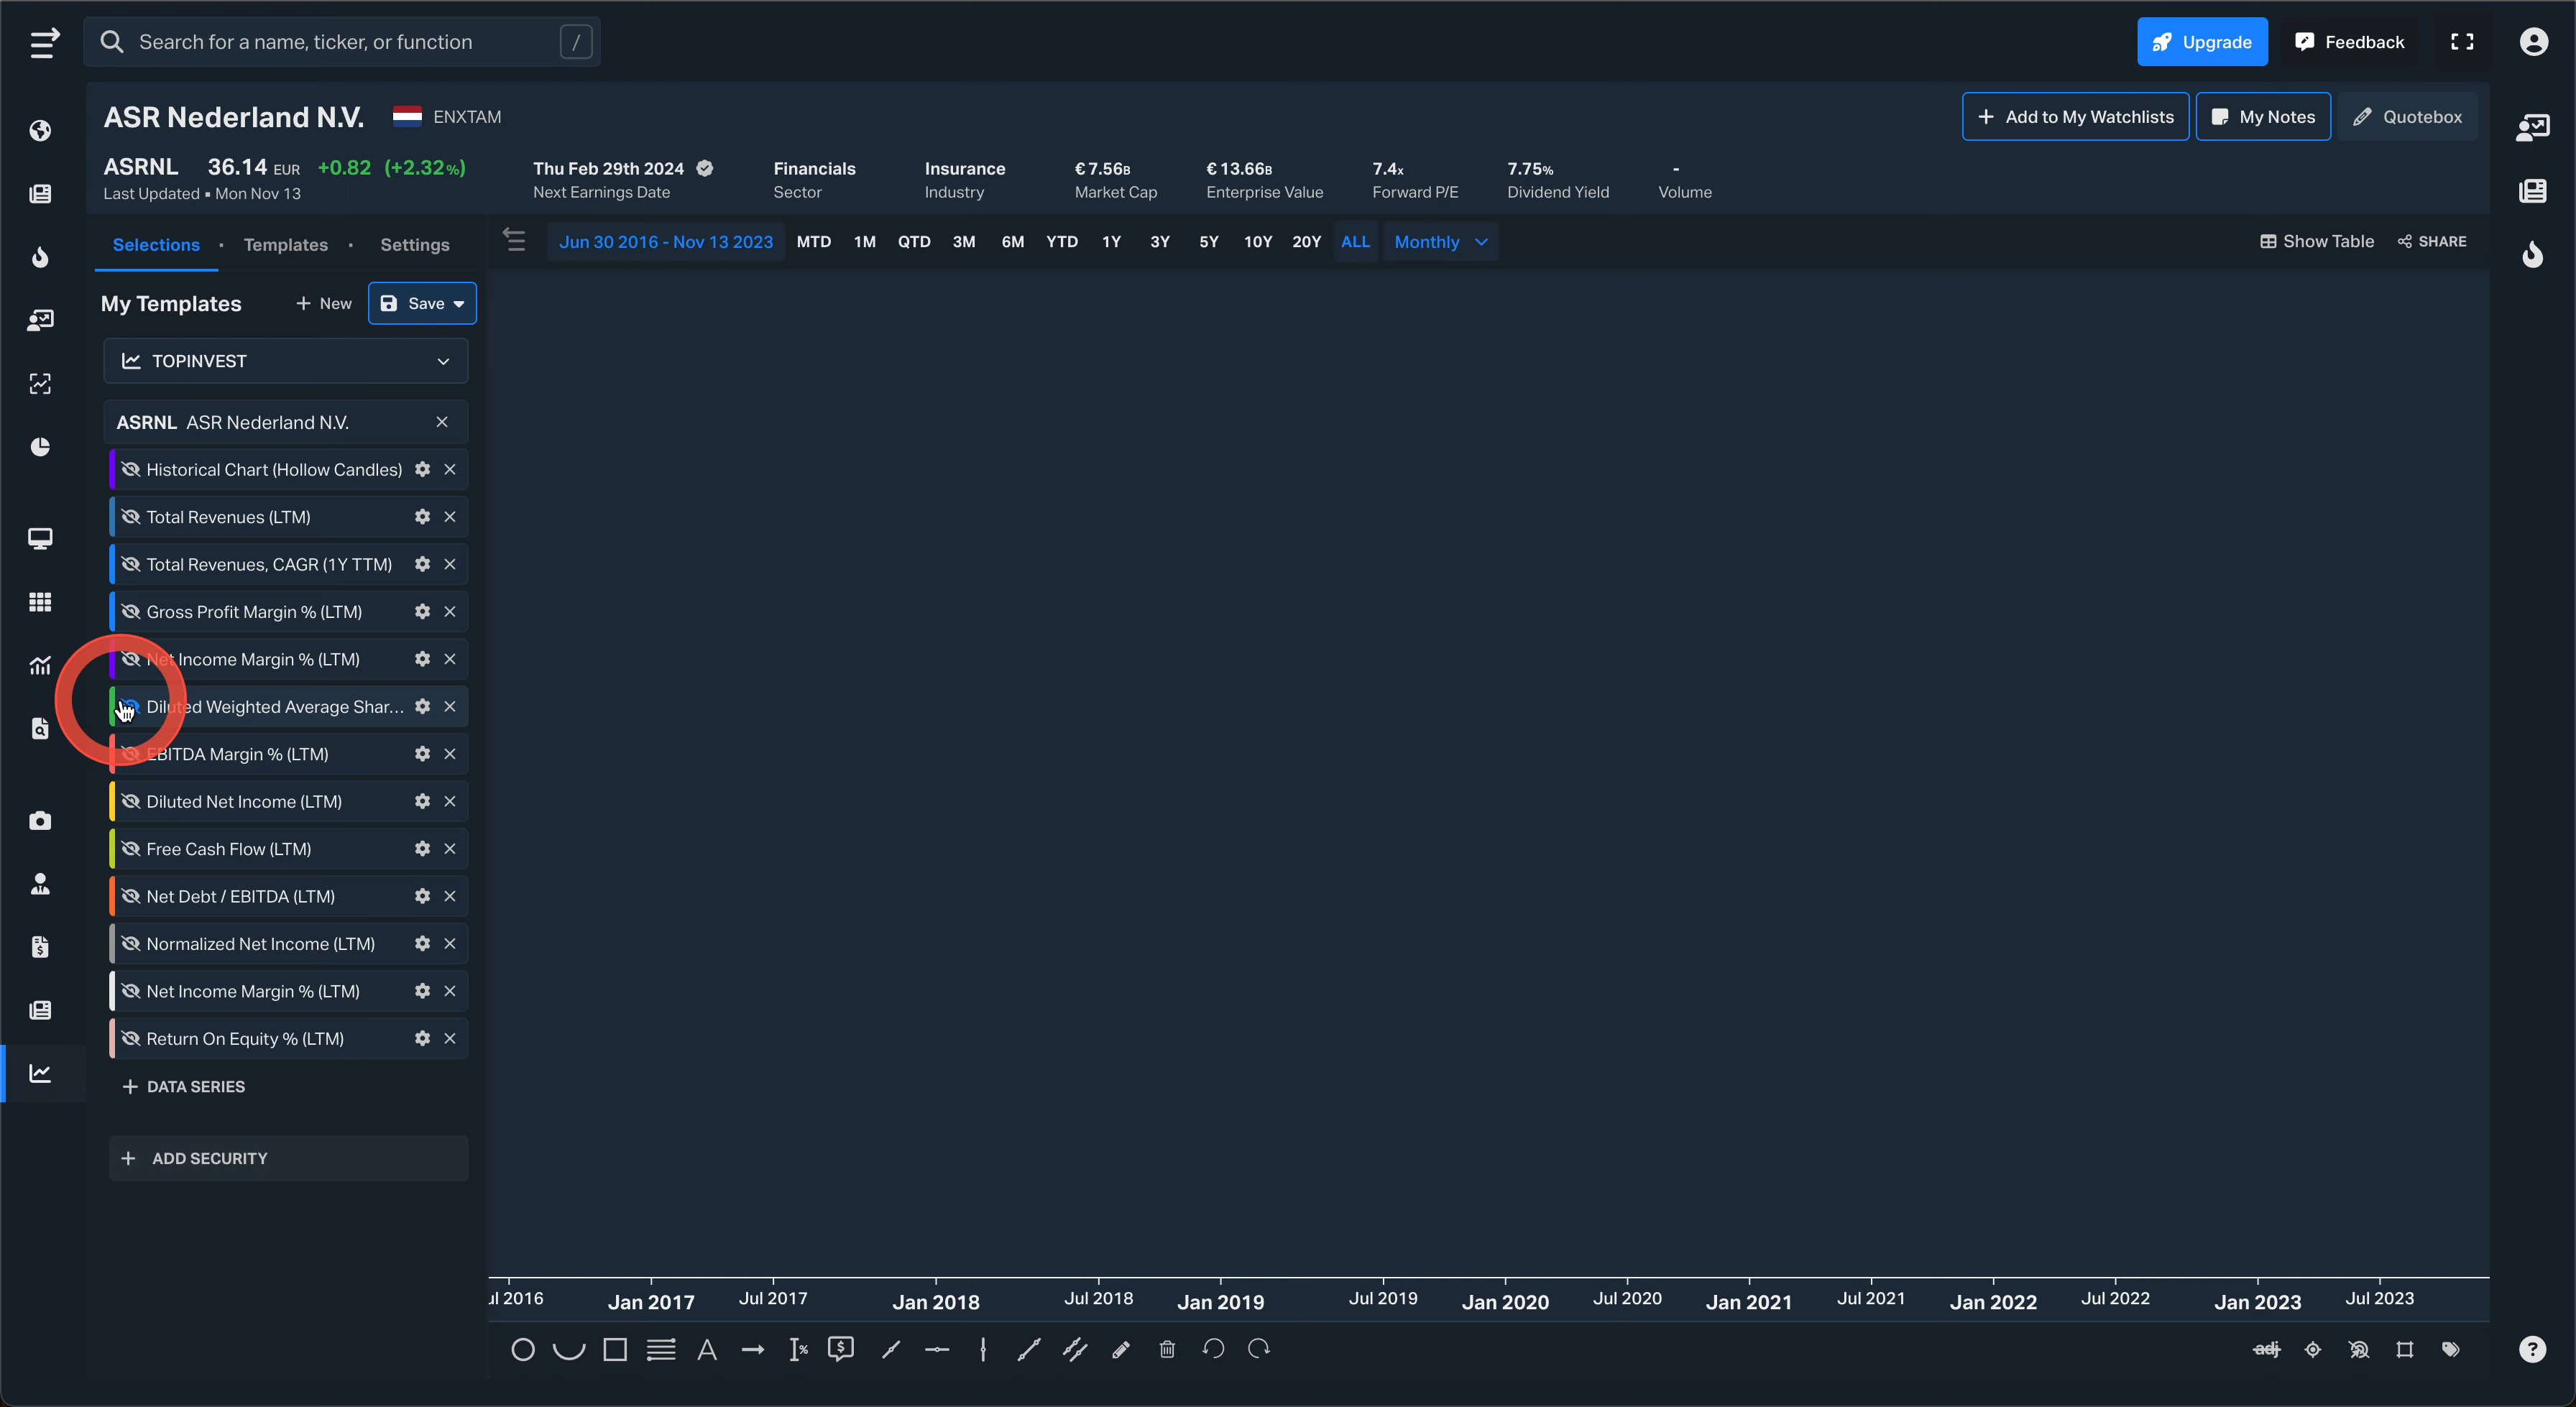 Search for a name, ticker, or function /
Upgrade
Feedback
ASR Nederland N.V. ENXTAM
Add to My Watchlists
My Notes
Quotebox
ASRNL 36.14 EUR +0.82 (+2.32%)
Last Updated ▪ Mon Nov 13
Thu Feb 29th 2024
Next Earnings Date
Financials
Sector
Insurance
Industry
€7.56B
Market Cap
€13.66B
Enterprise Value
7.4x
Forward P/E
7.75%
Dividend Yield
-
Volume
Selections · Templates · Settings
Jun 30 2016 - Nov 13 2023 MTD 1M QTD 3M 6M YTD 1Y 3Y 5Y 10Y 20Y ALL Monthly
Show Table
SHARE
My Templates
New
Save
TOPINVEST
ASRNL ASR Nederland N.V.
Historical Chart (Hollow Candles)
Total Revenues (LTM)
Total Revenues, CAGR (1Y TTM)
Gross Profit Margin % (LTM)
Net Income Margin % (LTM)
Diluted Weighted Average Shar...
EBITDA Margin % (LTM)
Diluted Net Income (LTM)
Free Cash Flow (LTM)
Net Debt / EBITDA (LTM)
Normalized Net Income (LTM)
Net Income Margin % (LTM)
Return On Equity % (LTM)
+ DATA SERIES
+ ADD SECURITY
ul 2016 Jan 2017 Jul 2017 Jan 2018 Jul 2018 Jan 2019 Jul 2019 Jan 2020 Jul 2020 Jan 2021 Jul 2021 Jan 2022 Jul 2022 Jan 2023 Jul 2023
adj